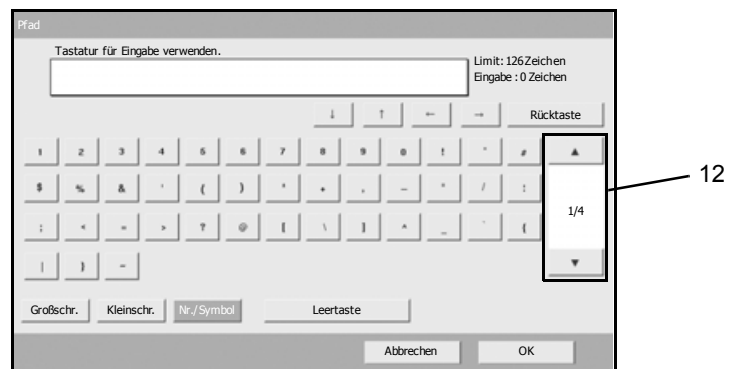 Pfad
Tastatur für Eingabe verwenden.
Limit: 126 Zeichen
Eingabe : 0 Zeichen
↓ ↑ ← → Rücktaste
1 2 3 4 5 6 7 8 9 0 ! " # ▲
$ % & ' ( ) * + , - . / :
1/4
12
; < = > ? @ [ \ ] ^ _ ` {
| } ~ ▼
Großschr. Kleinschr. Nr./Symbol Leertaste
Abbrechen OK